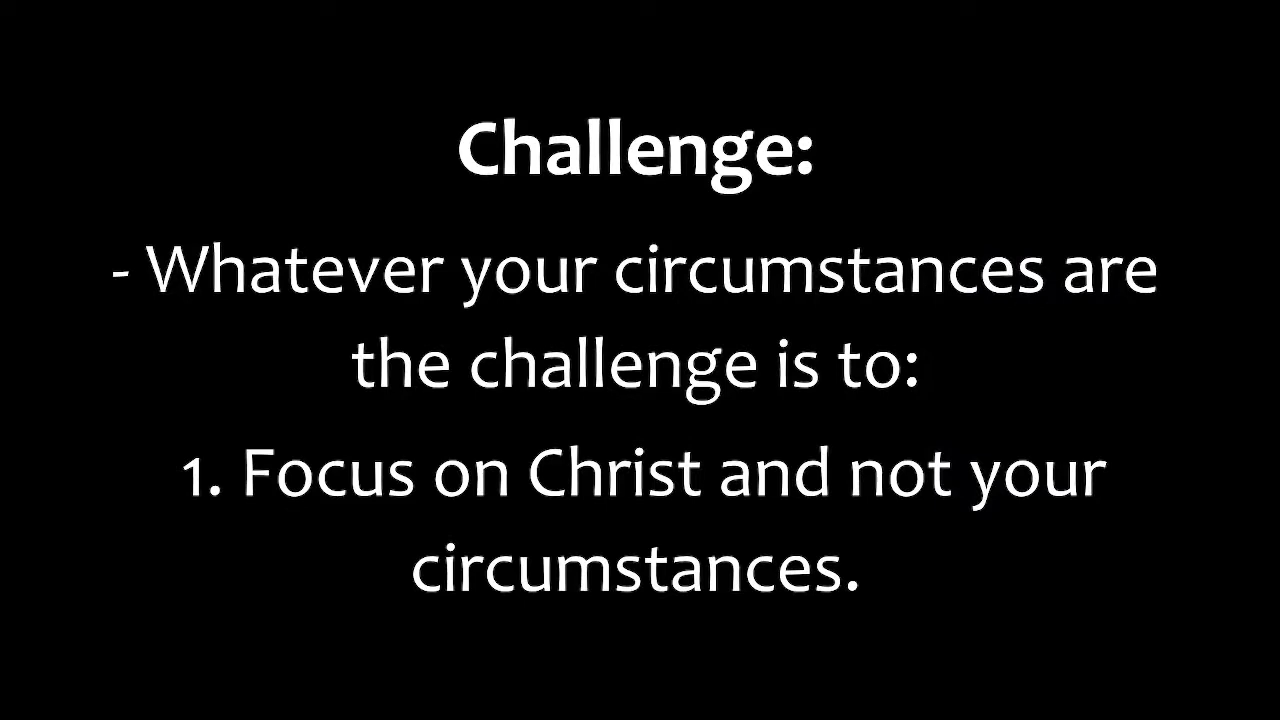 Challenge:
- Whatever your circumstances are
the challenge is to:
1. Focus on Christ and not your
circumstances.